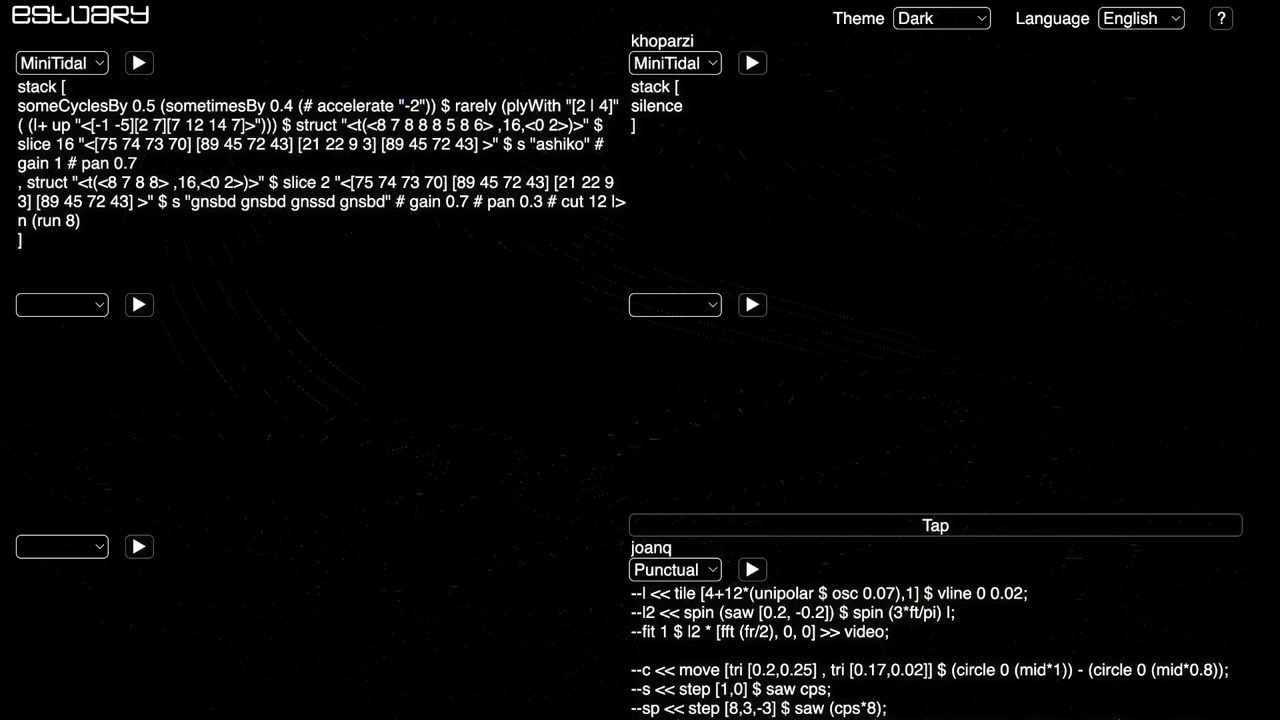 estuary
Theme Dark Language English ?
MiniTidal
stack [
someCyclesBy 0.5 (sometimesBy 0.4 (# accelerate "-2")) $ rarely (plyWith "[2 | 4]"
( (|+ up "<[-1 -5][2 7][7 12 14 7]>"))) $ struct "<t(<8 7 8 8 8 5 8 6> ,16,<0 2>)>" $
slice 16 "<[75 74 73 70] [89 45 72 43] [21 22 9 3] [89 45 72 43] >" $ s "ashiko" #
gain 1 # pan 0.7
, struct "<t(<8 7 8 8> ,16,<0 2>)>" $ slice 2 "<[75 74 73 70] [89 45 72 43] [21 22 9
3] [89 45 72 43] >" $ s "gnsbd gnsbd gnssd gnsbd" # gain 0.7 # pan 0.3 # cut 12 |>
n (run 8)
]
khoparzi
MiniTidal
stack [
silence
]
Tap
joanq
Punctual
--l << tile [4+12*(unipolar $ osc 0.07),1] $ vline 0 0.02;
--l2 << spin (saw [0.2, -0.2]) $ spin (3*ft/pi) l;
--fit 1 $ l2 * [fft (fr/2), 0, 0] >> video;
--c << move [tri [0.2,0.25] , tri [0.17,0.02]] $ (circle 0 (mid*1)) - (circle 0 (mid*0.8));
--s << step [1,0] $ saw cps;
--sp << step [8,3,-3] $ saw (cps*8);